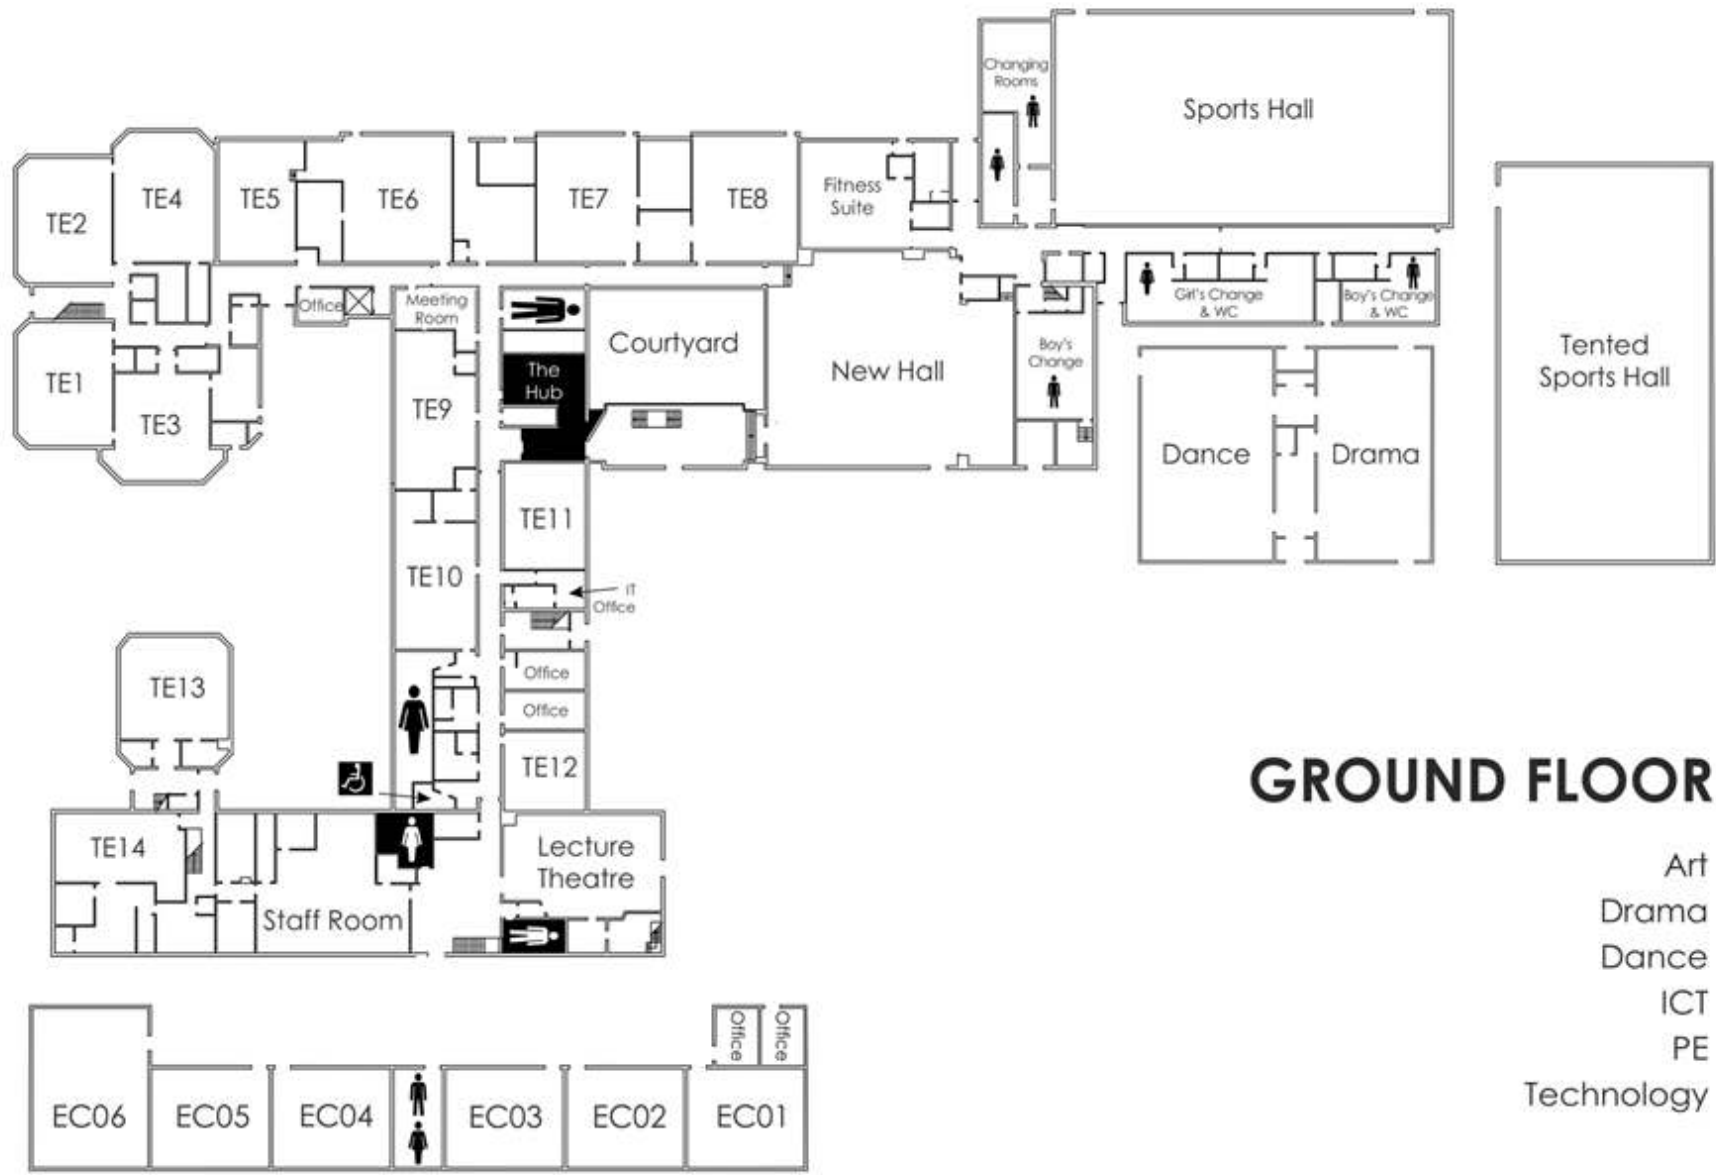 Changing
Rooms
Sports Hall
TE2
TE4
TE5
TE6
TE7
TE8
Fitness
Suite
Office
Meeting
Room
Courtyard
New Hall
Girl's Change
& WC
Boy's Change
& WC
Boy's
Change
Tented
Sports Hall
TE1
TE3
The
Hub
TE9
Dance
Drama
TE11
TE10
IT
Office
Office
Office
TE13
TE12
TE14
Lecture
Theatre
Staff Room
GROUND FLOOR
Art
Drama
Dance
ICT
PE
Technology
Office
Office
EC06
EC05
EC04
EC03
EC02
EC01